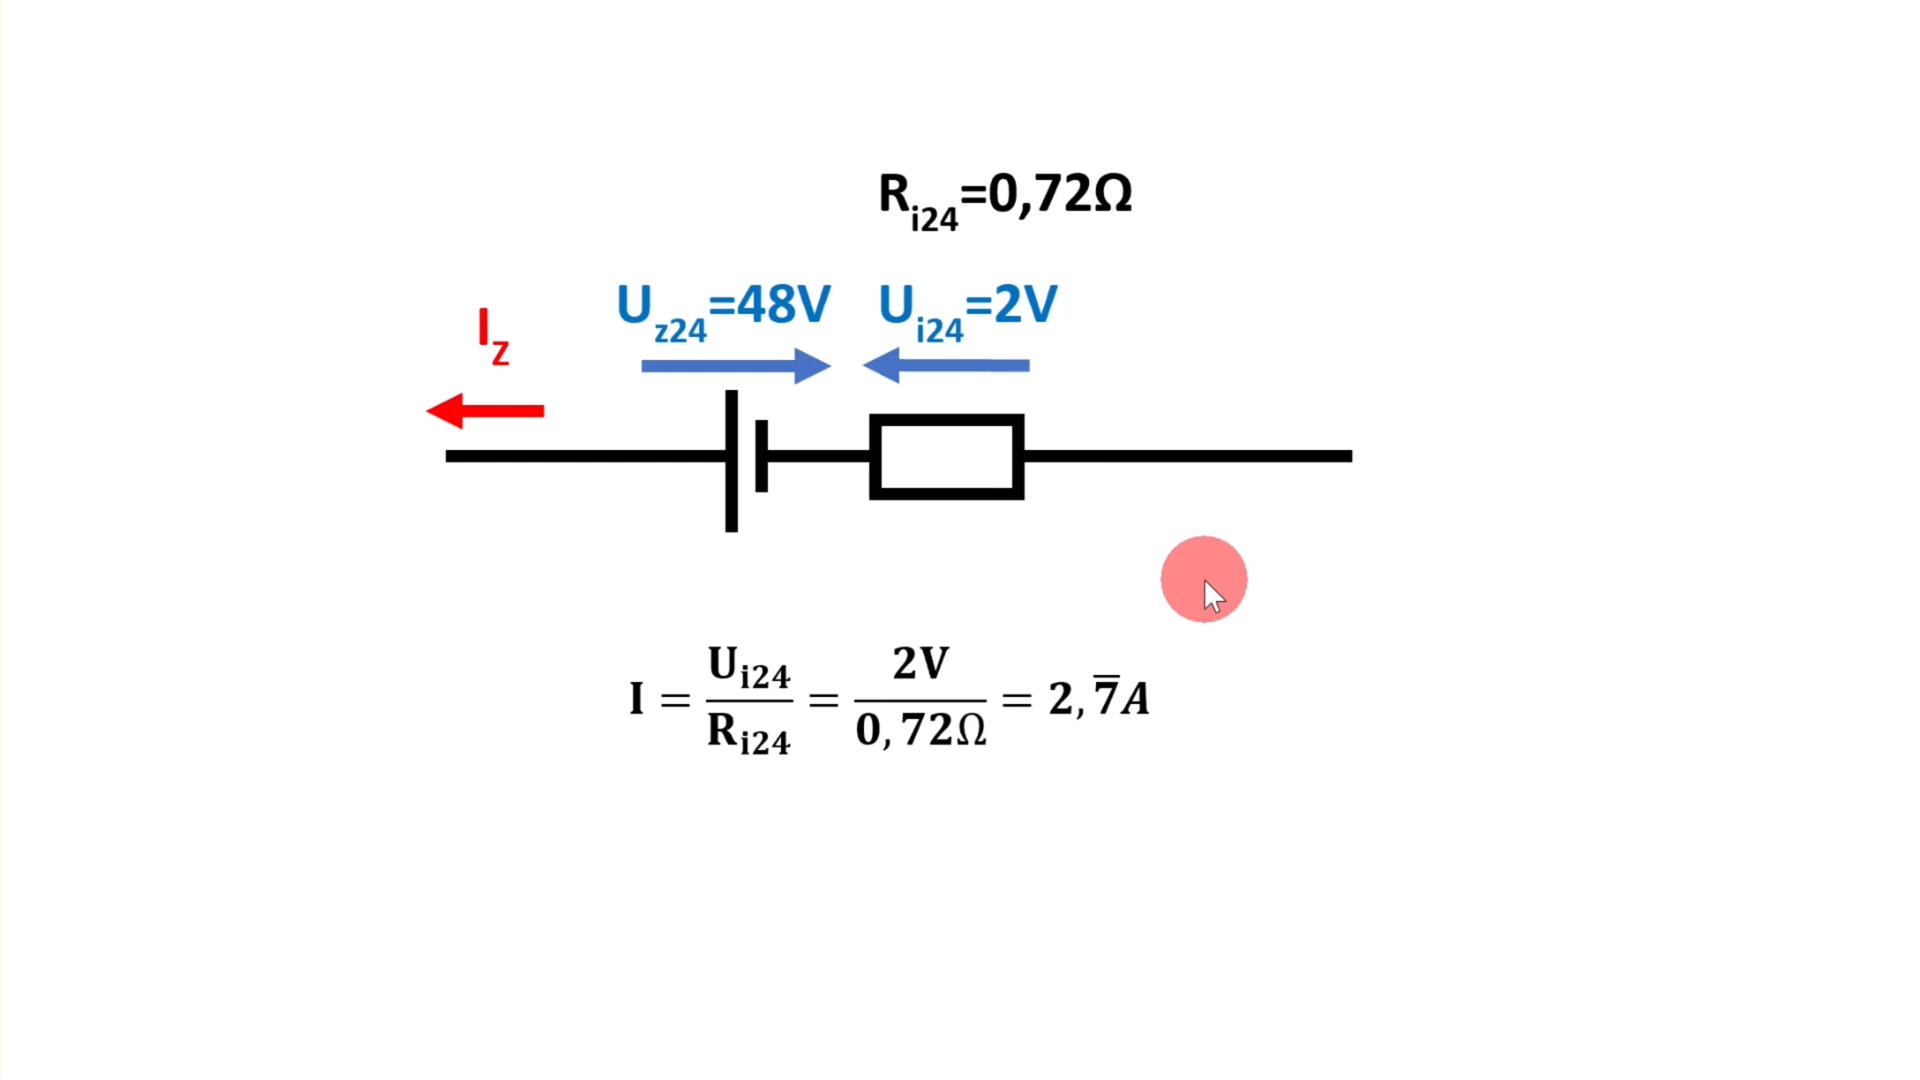 R_i24=0,72Ω
U_z24=48V U_i24=2V
I_z
I = U_i24/R_i24 = 2V/0,72Ω = 2,7̅A